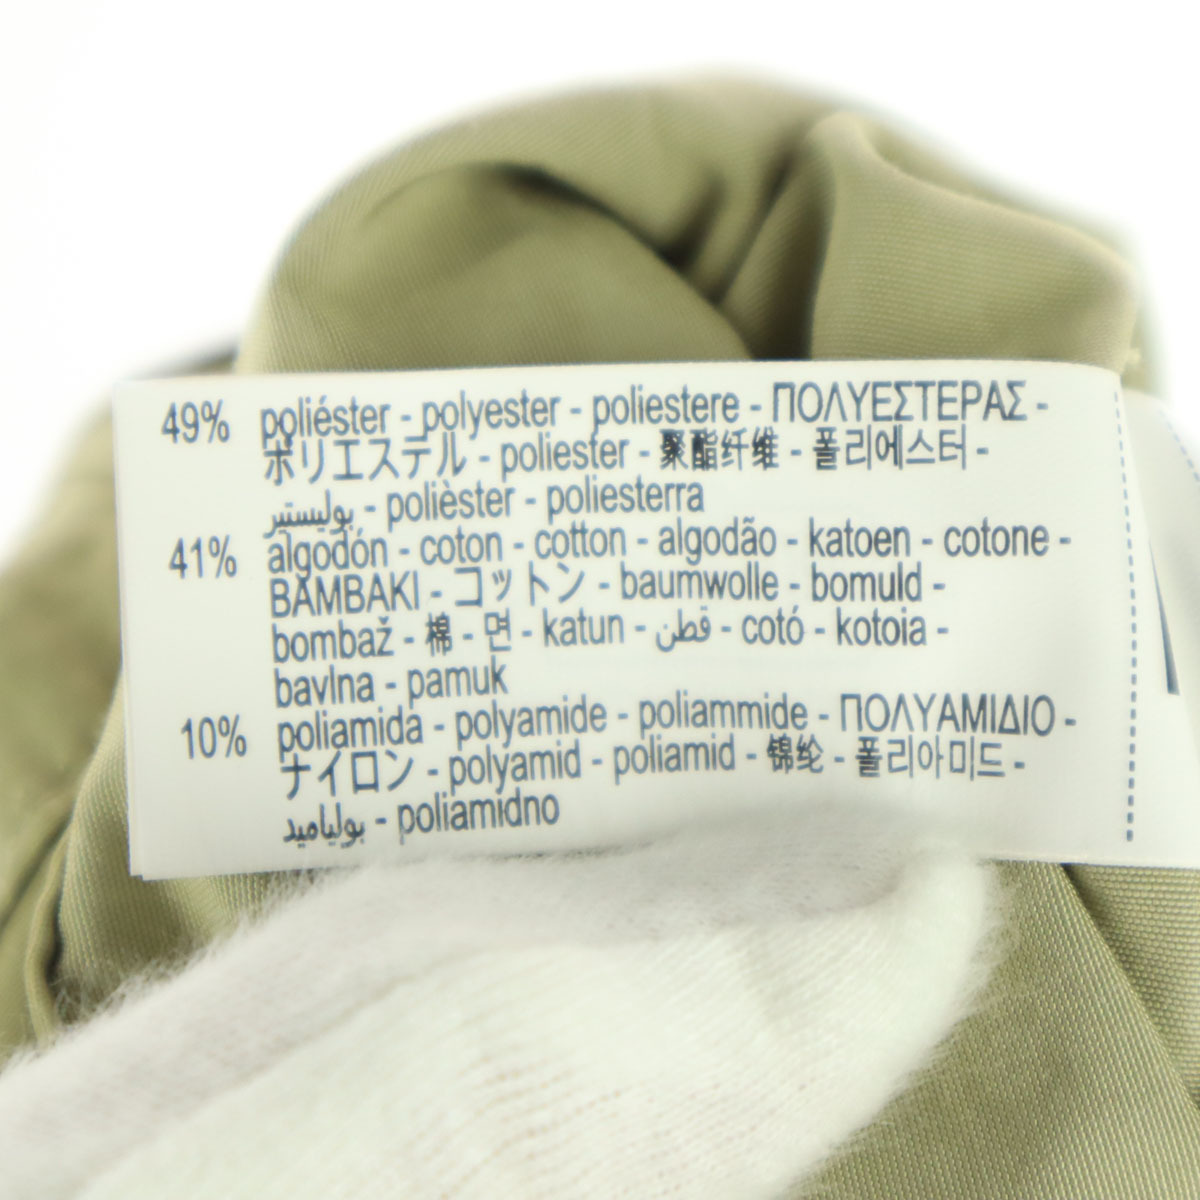 49% poliéster - polyester - poliestere - ΠΟΛΥΕΣΤΕΡΑΣ -
ポリエステル - poliester - 聚酯纤维 - 폴리에스터 -
بوليستير - polièster - poliesterra
41% algodón - coton - cotton - algodão - katoen - cotone -
BAMBAKI - コットン - baumwolle - bomuld -
bombaž - 棉 - 면 - katun - قطن - cotó - kotoia -
bavlna - pamuk
10% poliamida - polyamide - poliammide - ΠΟΛΥΑΜΙΔΙΟ -
ナイロン - polyamid - poliamid - 锦纶 - 폴리아미드 -
بولياميد - poliamidno